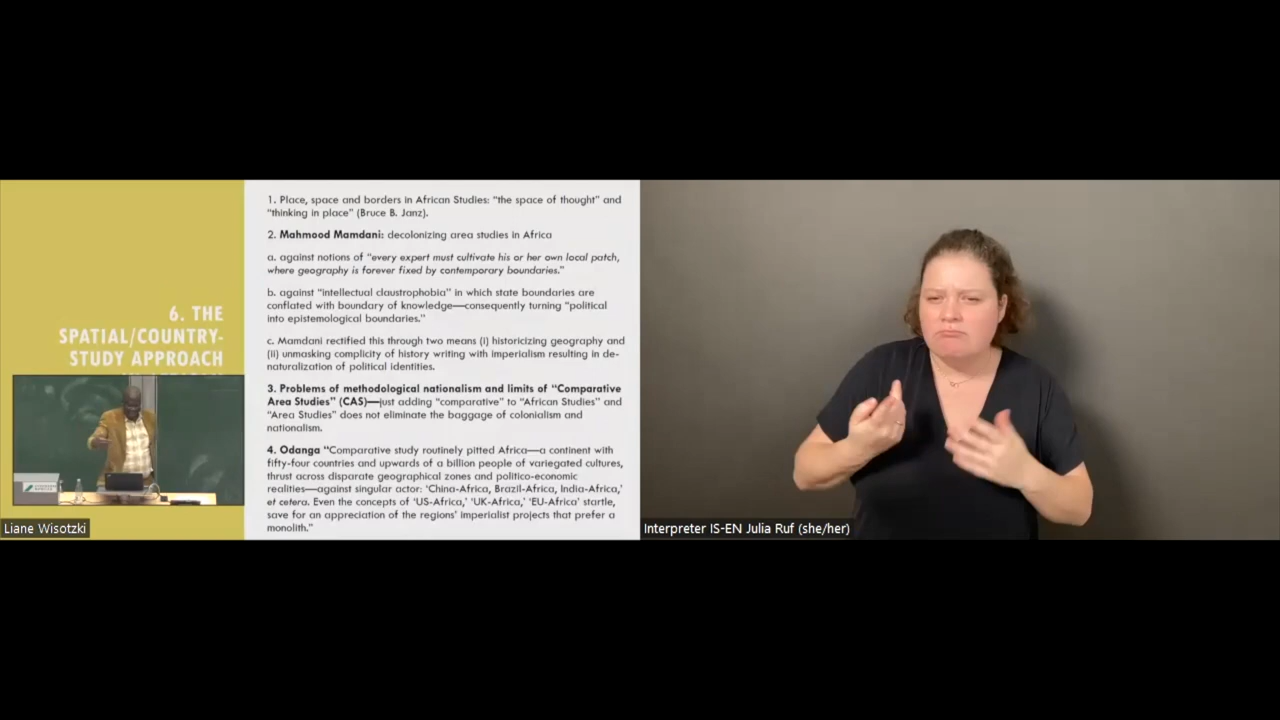 6. THE
SPATIAL/COUNTRY-
STUDY APPROACH
1. Place, space and borders in African Studies: “the space of thought” and
“thinking in place” (Bruce B. Janz).
2. Mahmood Mamdani: decolonizing area studies in Africa
a. against notions of “every expert must cultivate his or her own local patch,
where geography is forever fixed by contemporary boundaries.”
b. against “intellectual claustrophobia” in which state boundaries are
conflated with boundary of knowledge—consequently turning “political
into epistemological boundaries.”
c. Mamdani rectified this through two means (i) historicizing geography and
(ii) unmasking complicity of history writing with imperialism resulting in de-
naturalization of political identities.
3. Problems of methodological nationalism and limits of “Comparative
Area Studies” (CAS)—just adding “comparative” to “African Studies” and
“Area Studies” does not eliminate the baggage of colonialism and
nationalism.
4. Odanga “Comparative study routinely pitted Africa—a continent with
fifty-four countries and upwards of a billion people of variegated cultures,
thrust across disparate geographical zones and politico-economic
realities—against singular actor: ‘China-Africa, Brazil-Africa, India-Africa,’
et cetera. Even the concepts of ‘US-Africa,’ ‘UK-Africa,’ ‘EU-Africa’ startle,
save for an appreciation of the regions’ imperialist projects that prefer a
monolith.”
Liane Wisotzki
Interpreter IS-EN Julia Ruf (she/her)